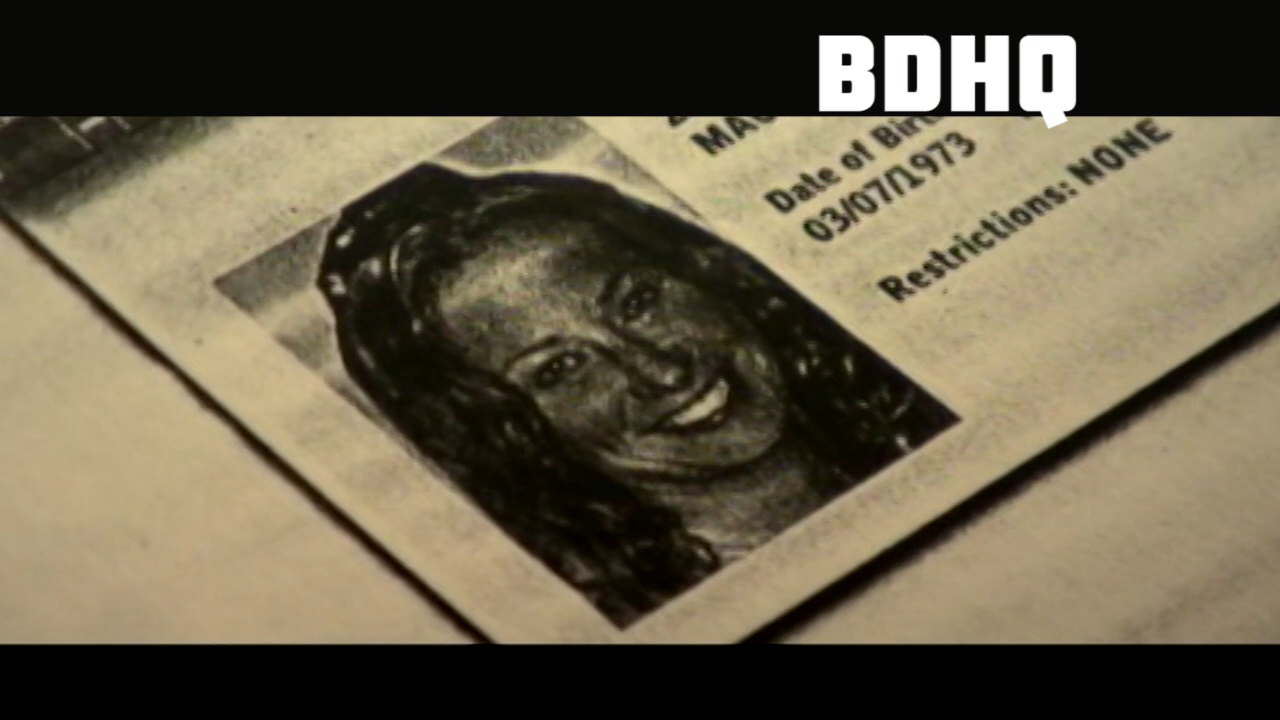 BDHQ
Date of Birth
03/07/1973
Restrictions: NONE